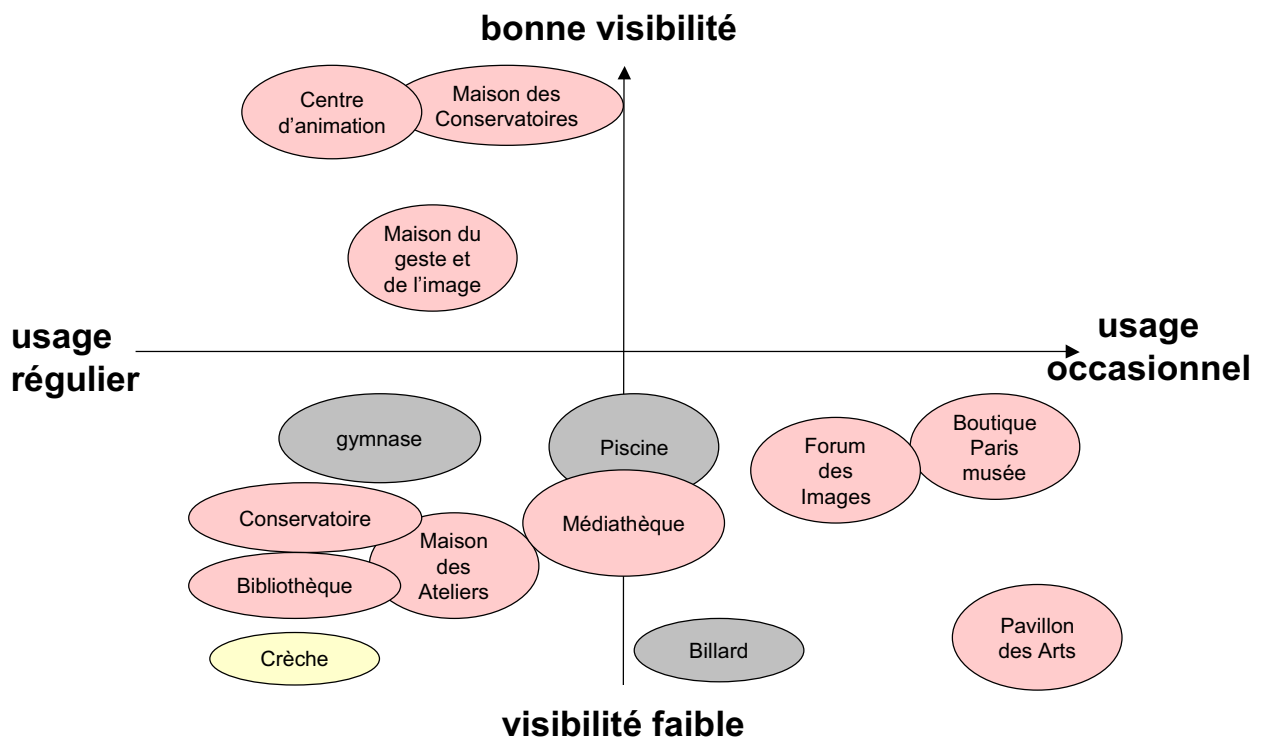 bonne visibilité
Centre
d'animation
Maison des
Conservatoires
Maison du
geste et
de l'image
usage
régulier
usage
occasionnel
gymnase
Piscine
Forum
des
Images
Boutique
Paris
musée
Conservatoire
Maison
des
Ateliers
Médiathèque
Bibliothèque
Crèche
Billard
Pavillon
des Arts
visibilité faible